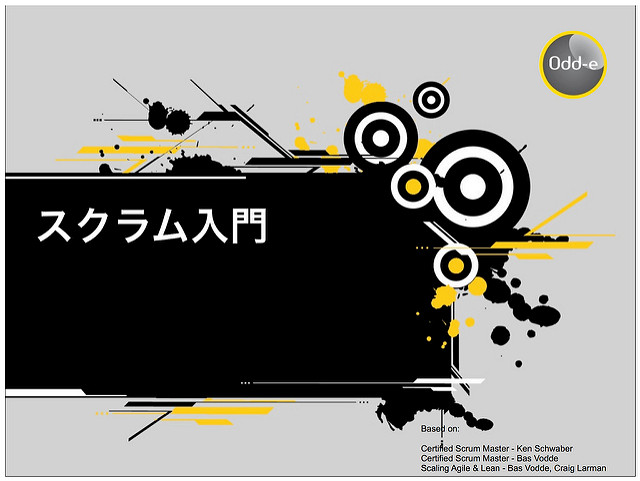 Odd-e
スクラム入門
Based on:
Certified Scrum Master - Ken Schwaber
Certified Scrum Master - Bas Vodde
Scaling Agile & Lean - Bas Vodde, Craig Larman